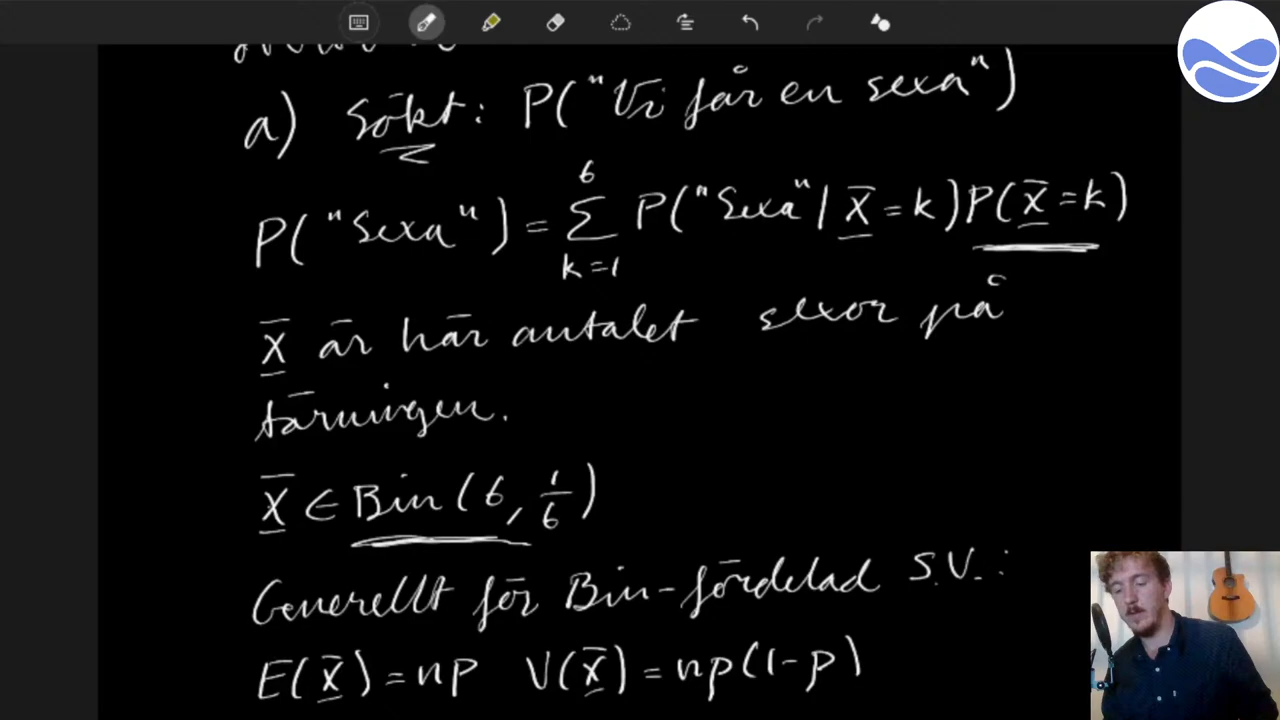 a) Sökt: P("Vi får en sexa")
P("Sexa") = ∑_{k=1}^{6} P("Sexa" | X = k) P(X = k)
X är här antalet sexor på
tärningen.
X ∈ Bin(6, 1/6)
Generellt för Bin-fördelad S.V.:
E(X) = np V(X) = np(1-p)